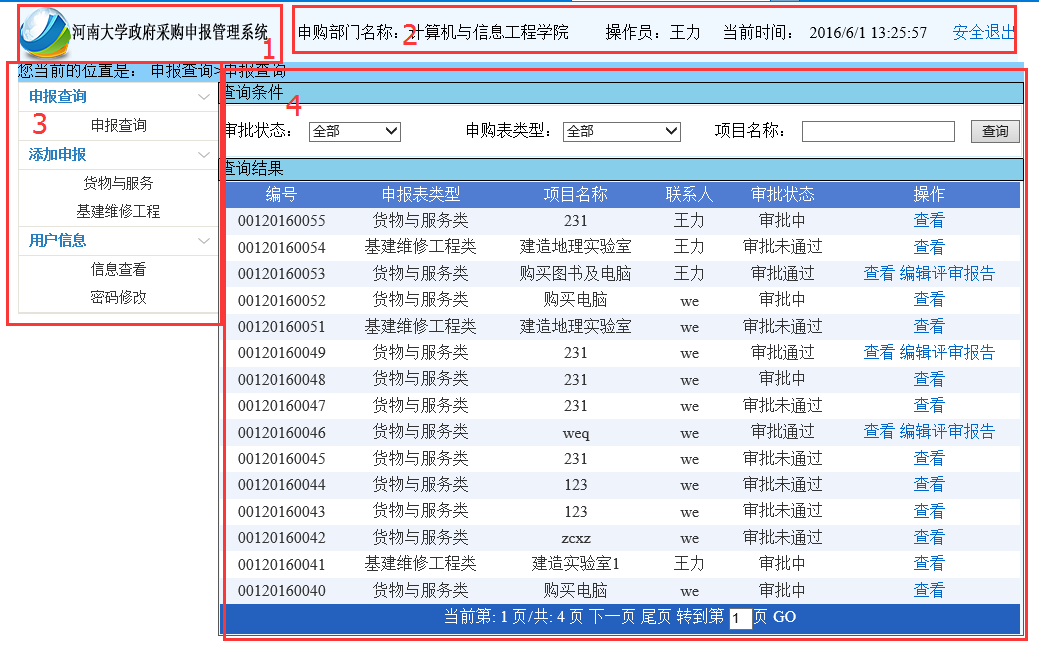 河南大学政府采购申报管理系统 1
申购部门名称： 2 计算机与信息工程学院 操作员：王力 当前时间： 2016/6/1 13:25:57 安全退出
您当前的位置是： 申报查询>申报查询
申报查询
3 申报查询
添加申报
货物与服务
基建维修工程
用户信息
信息查看
密码修改
查询条件
4
审批状态： 全部 申购表类型： 全部 项目名称： 查询
查询结果
编号 申报表类型 项目名称 联系人 审批状态 操作
00120160055 货物与服务类 231 王力 审批中 查看
00120160054 基建维修工程类 建造地理实验室 王力 审批未通过 查看
00120160053 货物与服务类 购买图书及电脑 王力 审批通过 查看 编辑评审报告
00120160052 货物与服务类 购买电脑 we 审批中 查看
00120160051 基建维修工程类 建造地理实验室 we 审批未通过 查看
00120160049 货物与服务类 231 we 审批通过 查看 编辑评审报告
00120160048 货物与服务类 231 we 审批中 查看
00120160047 货物与服务类 231 we 审批未通过 查看
00120160046 货物与服务类 weq we 审批通过 查看 编辑评审报告
00120160045 货物与服务类 231 we 审批未通过 查看
00120160044 货物与服务类 123 we 审批未通过 查看
00120160043 货物与服务类 123 we 审批未通过 查看
00120160042 货物与服务类 zcxz we 审批未通过 查看
00120160041 基建维修工程类 建造实验室1 王力 审批中 查看
00120160040 货物与服务类 购买电脑 we 审批中 查看
当前第: 1 页/共: 4 页 下一页 尾页 转到第 1 页 GO